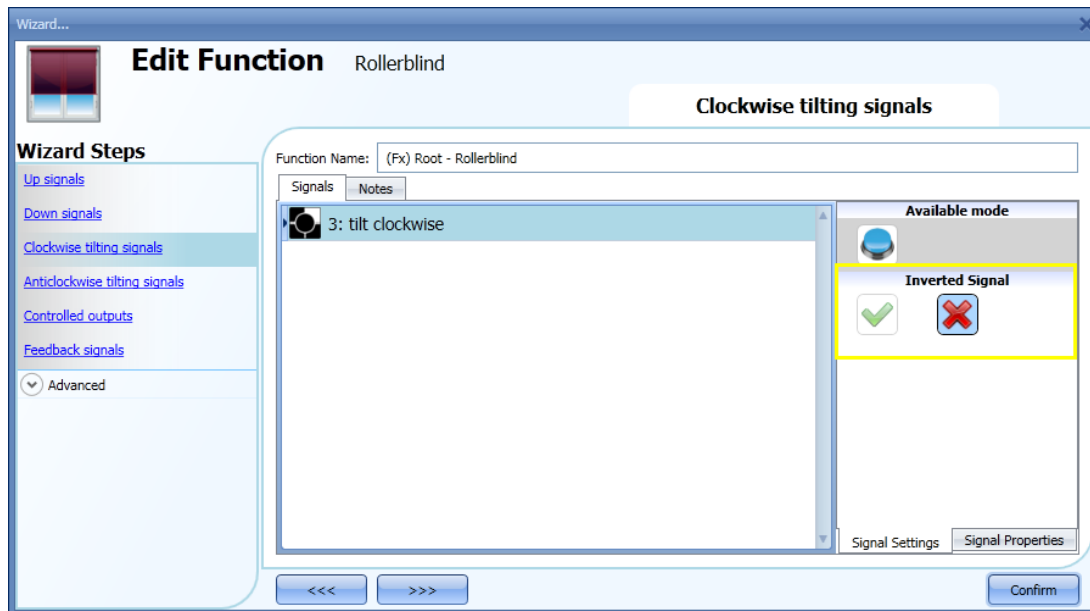 Wizard...
Edit Function Rollerblind
Clockwise tilting signals
Wizard Steps
Up signals
Down signals
Clockwise tilting signals
Anticlockwise tilting signals
Controlled outputs
Feedback signals
Advanced
Function Name: (Fx) Root - Rollerblind
Signals Notes
3: tilt clockwise
Available mode
Inverted Signal
Signal Settings Signal Properties
<<< >>> Confirm